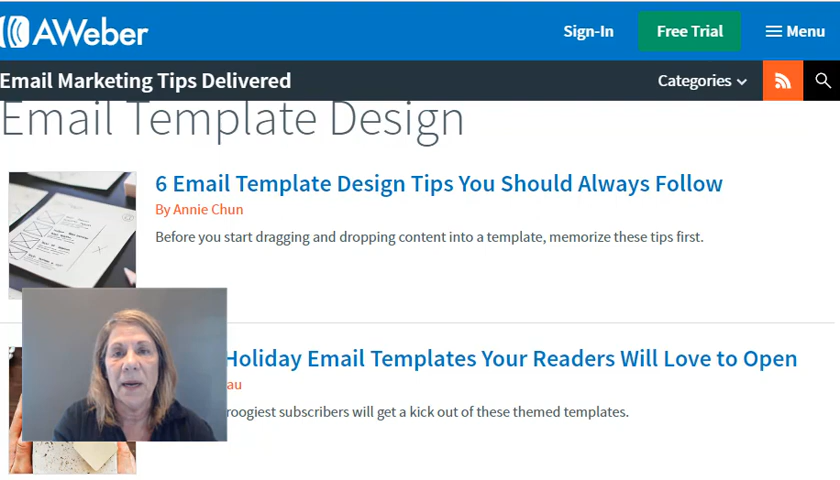 AWeber
Sign-In
Free Trial
Menu
Email Marketing Tips Delivered
Categories
Email Template Design
6 Email Template Design Tips You Should Always Follow
By Annie Chun
Before you start dragging and dropping content into a template, memorize these tips first.
Holiday Email Templates Your Readers Will Love to Open
au
roogiest subscribers will get a kick out of these themed templates.